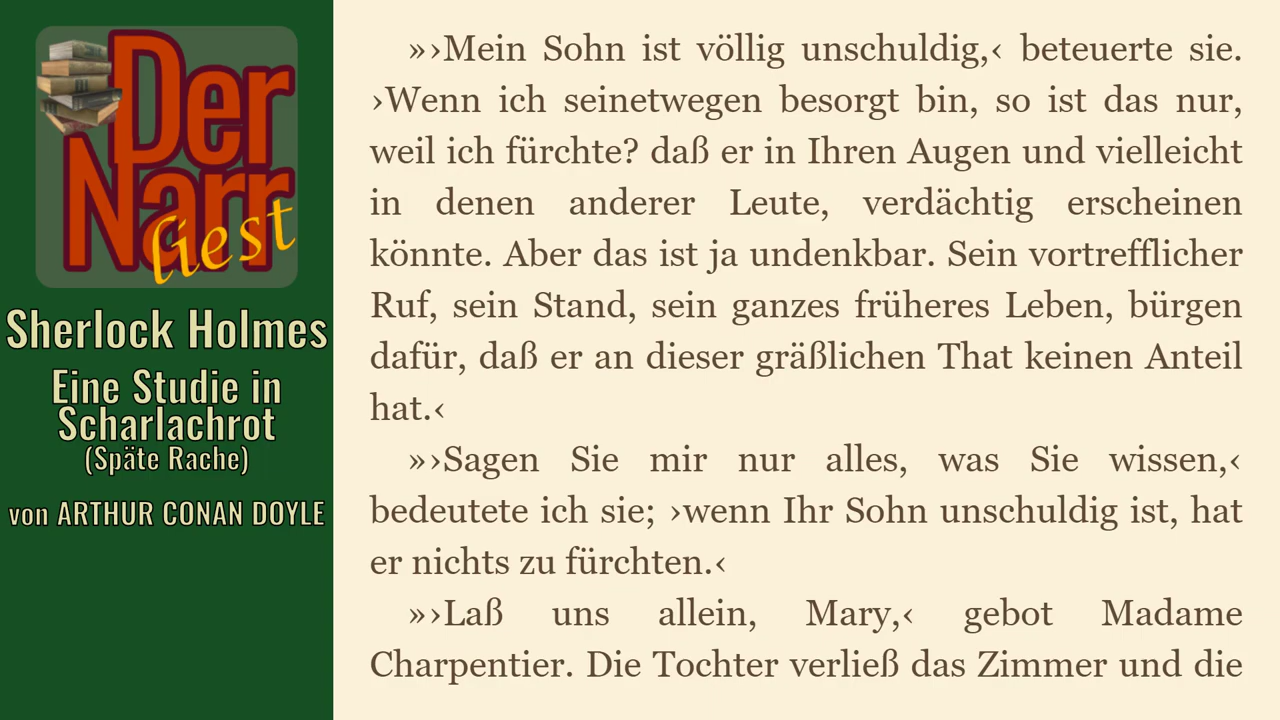 Der
Narr
liest
Sherlock Holmes
Eine Studie in
Scharlachrot
(Späte Rache)
von ARTHUR CONAN DOYLE
»›Mein Sohn ist völlig unschuldig,‹ beteuerte sie.
›Wenn ich seinetwegen besorgt bin, so ist das nur,
weil ich fürchte? daß er in Ihren Augen und vielleicht
in denen anderer Leute, verdächtig erscheinen
könnte. Aber das ist ja undenkbar. Sein vortrefflicher
Ruf, sein Stand, sein ganzes früheres Leben, bürgen
dafür, daß er an dieser gräßlichen That keinen Anteil
hat.‹
»›Sagen Sie mir nur alles, was Sie wissen,‹
bedeutete ich sie; ›wenn Ihr Sohn unschuldig ist, hat
er nichts zu fürchten.‹
»›Laß uns allein, Mary,‹ gebot Madame
Charpentier. Die Tochter verließ das Zimmer und die